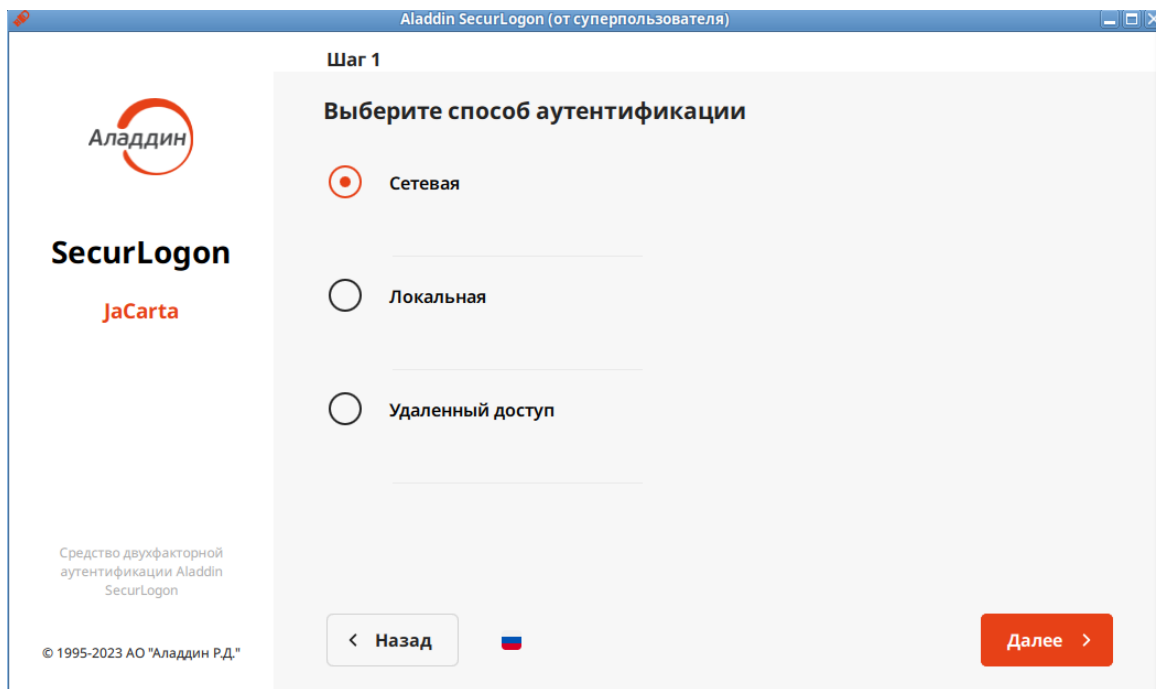 Aladdin SecurLogon (от суперпользователя)
Шаг 1
Аладдин
Выберите способ аутентификации
Сетевая
SecurLogon
Локальная
JaCarta
Удаленный доступ
Средство двухфакторной
аутентификации Aladdin
SecurLogon
Назад
Далее
© 1995-2023 АО "Аладдин Р.Д."